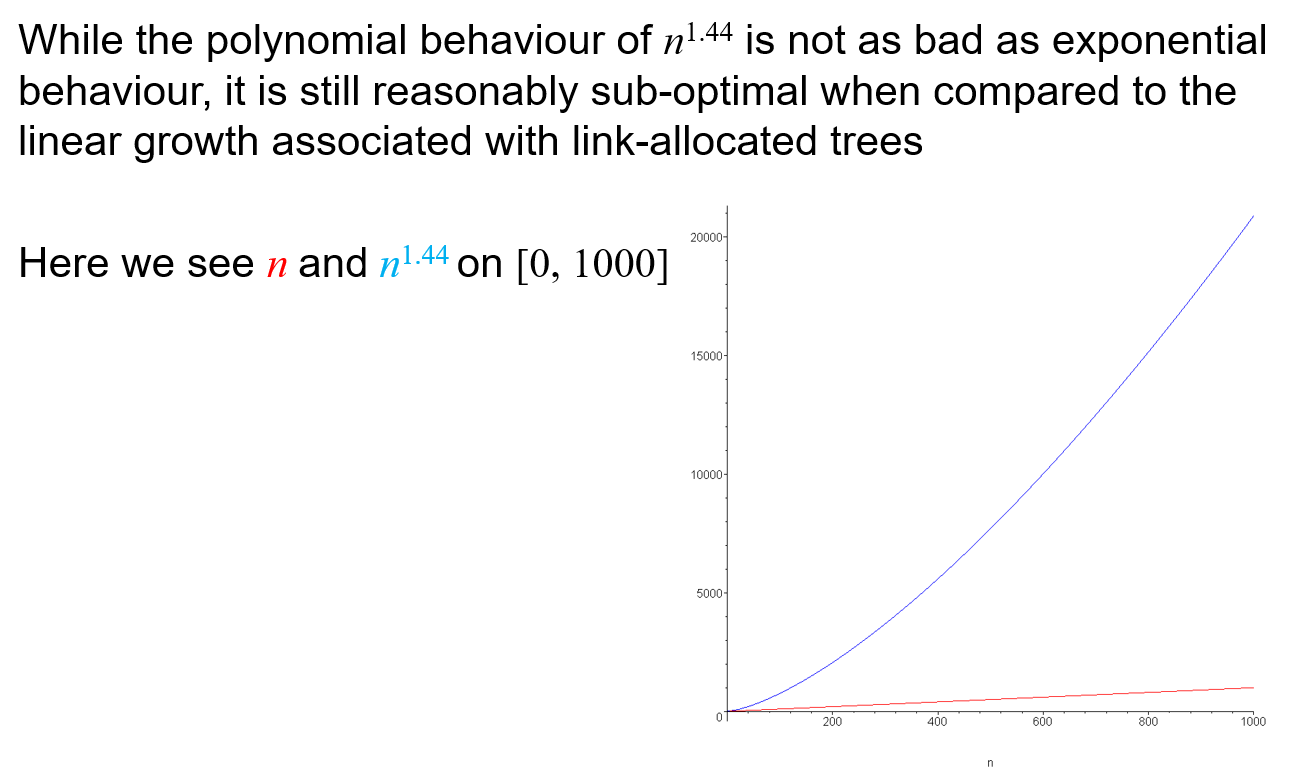 While the polynomial behaviour of n^1.44 is not as bad as exponential
behaviour, it is still reasonably sub-optimal when compared to the
linear growth associated with link-allocated trees
Here we see n and n^1.44 on [0, 1000]
20000
15000
10000
5000
0
200 400 600 800 1000
n